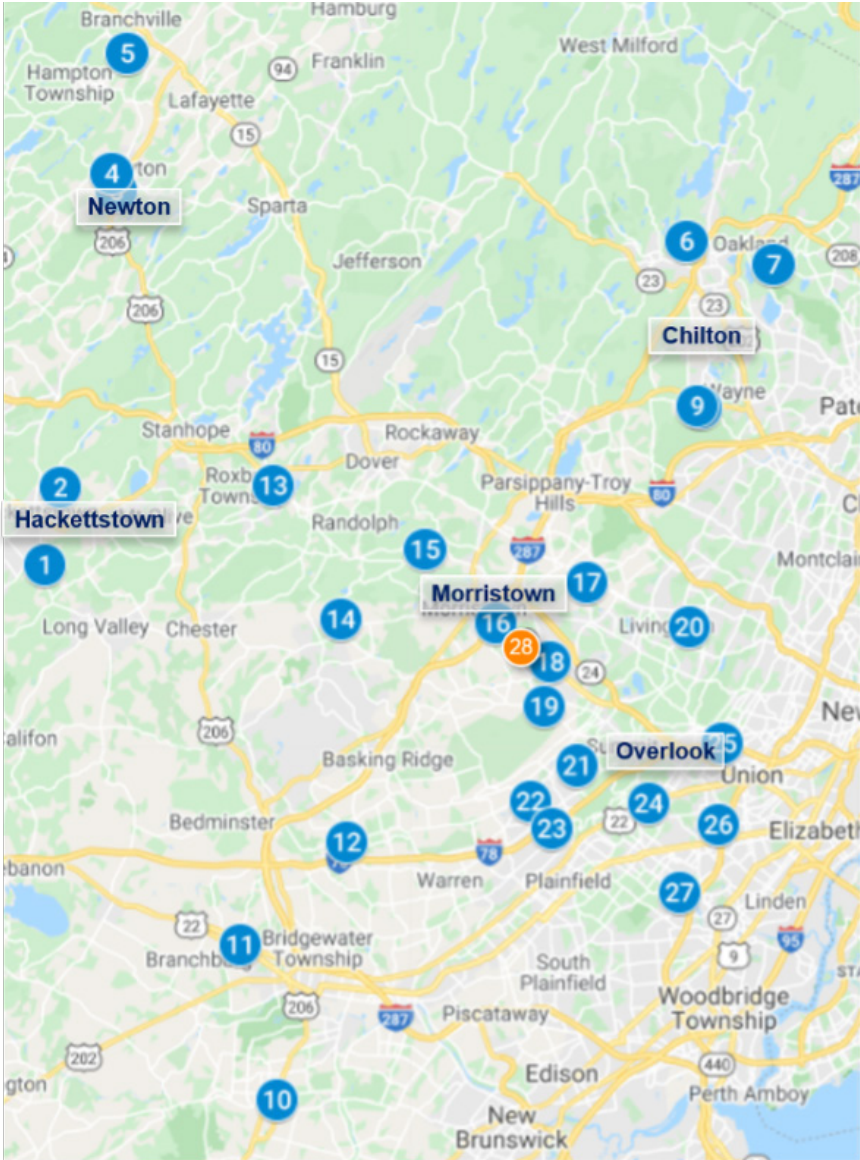 Hamburg
Branchville
West Milford
5
Franklin
94
Hampton
Township
Lafayette
15
287
4
Newton
Sparta
206
6
Oakland
7
208
Jefferson
23
206
23
Chilton
15
Wayne
9
Stanhope
80
Rockaway
Dover
2
13
Parsippany-Troy
Hills
80
Hackettstown
Randolph
15
287
1
17
Montclair
Morristown
14
16
Long Valley
Chester
20
28
18
24
19
206
25
Overlook
Basking Ridge
21
Union
22
24
Bedminster
23
22
26
Elizabeth
12
78
Warren
Plainfield
27
Linden
22
27
11
Bridgewater
Township
95
9
South
Plainfield
206
Woodbridge
Township
287
Piscataway
202
440
Edison
10
Perth Amboy
New
Brunswick